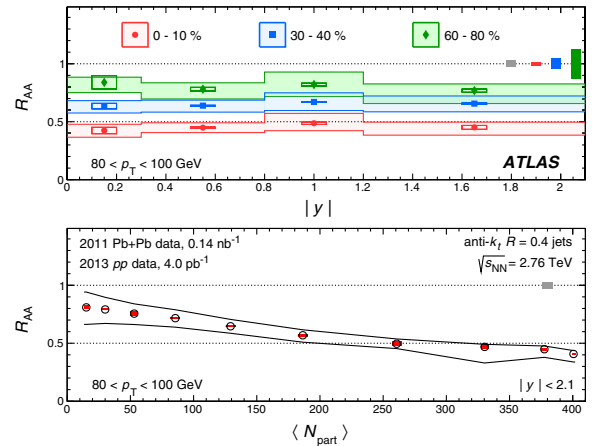 0 - 10 %
30 - 40 %
60 - 80 %
R_AA
1
0.5
0
80 < p_T < 100 GeV
ATLAS
0 0.2 0.4 0.6 0.8 1 1.2 1.4 1.6 1.8 2
| y |
2011 Pb+Pb data, 0.14 nb⁻¹
anti-k_t R = 0.4 jets
2013 pp data, 4.0 pb⁻¹
√s_NN = 2.76 TeV
R_AA
1
0.5
0
80 < p_T < 100 GeV
| y | < 2.1
0 50 100 150 200 250 300 350 400
⟨ N_part ⟩